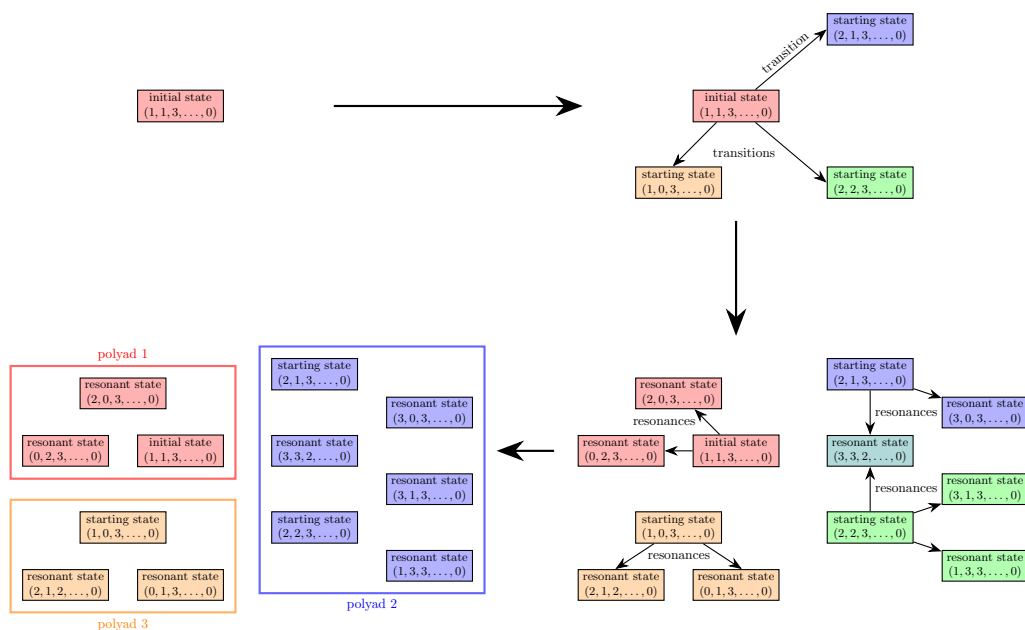 starting state
(2, 1, 3, . . . , 0)
transition
initial state
(1, 1, 3, . . . , 0)
initial state
(1, 1, 3, . . . , 0)
transitions
starting state
(1, 0, 3, . . . , 0)
starting state
(2, 2, 3, . . . , 0)
polyad 1
resonant state
(2, 0, 3, . . . , 0)
resonant state
(0, 2, 3, . . . , 0)
initial state
(1, 1, 3, . . . , 0)
starting state
(2, 1, 3, . . . , 0)
resonant state
(3, 0, 3, . . . , 0)
resonant state
(3, 3, 2, . . . , 0)
resonant state
(3, 1, 3, . . . , 0)
starting state
(2, 2, 3, . . . , 0)
resonant state
(1, 3, 3, . . . , 0)
polyad 2
starting state
(1, 0, 3, . . . , 0)
resonant state
(2, 1, 2, . . . , 0)
resonant state
(0, 1, 3, . . . , 0)
polyad 3
resonant state
(2, 0, 3, . . . , 0)
resonances
resonant state
(0, 2, 3, . . . , 0)
initial state
(1, 1, 3, . . . , 0)
starting state
(1, 0, 3, . . . , 0)
resonances
resonant state
(2, 1, 2, . . . , 0)
resonant state
(0, 1, 3, . . . , 0)
starting state
(2, 1, 3, . . . , 0)
resonances
resonant state
(3, 0, 3, . . . , 0)
resonant state
(3, 3, 2, . . . , 0)
resonances
resonant state
(3, 1, 3, . . . , 0)
starting state
(2, 2, 3, . . . , 0)
resonant state
(1, 3, 3, . . . , 0)